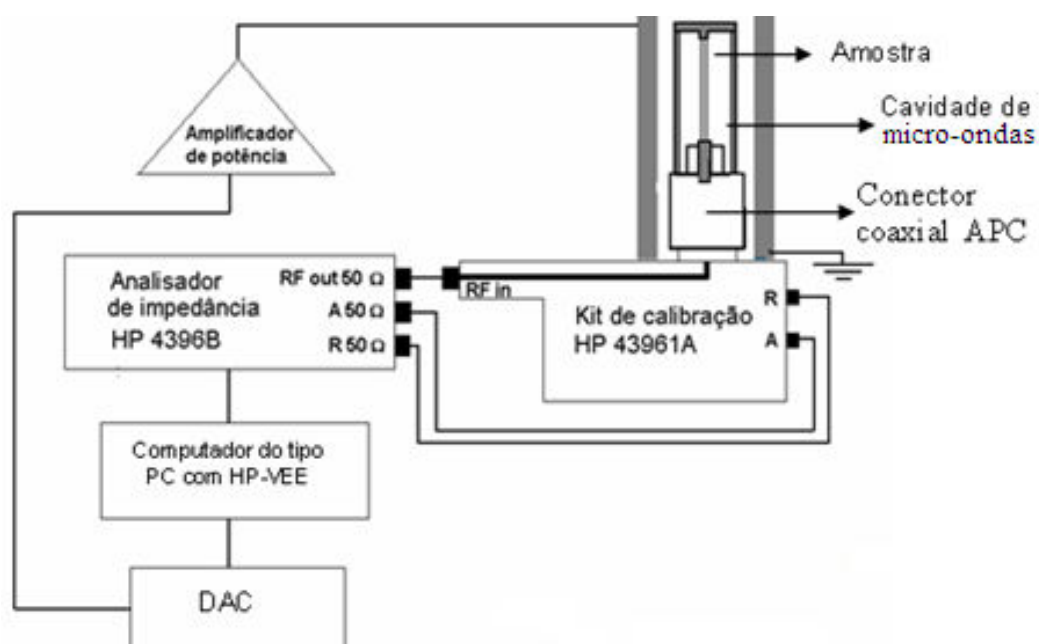 Amostra
Cavidade de
micro-ondas
Amplificador
de potência
Conector
coaxial APC
Analisador
de impedância
HP 4396B
RF out 50 Ω
A 50 Ω
R 50 Ω
RF in
Kit de calibração
HP 43961A
R
A
Computador do tipo
PC com HP-VEE
DAC